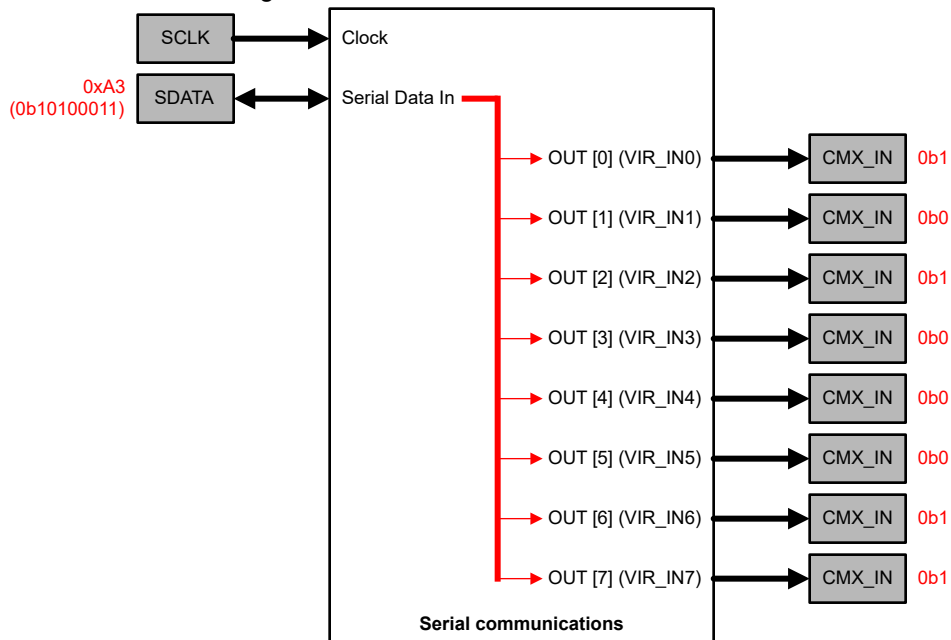 SCLK
Clock
0xA3
(0b10100011)
SDATA
Serial Data In
OUT [0] (VIR_IN0)
CMX_IN
0b1
OUT [1] (VIR_IN1)
CMX_IN
0b0
OUT [2] (VIR_IN2)
CMX_IN
0b1
OUT [3] (VIR_IN3)
CMX_IN
0b0
OUT [4] (VIR_IN4)
CMX_IN
0b0
OUT [5] (VIR_IN5)
CMX_IN
0b0
OUT [6] (VIR_IN6)
CMX_IN
0b1
OUT [7] (VIR_IN7)
CMX_IN
0b1
Serial communications